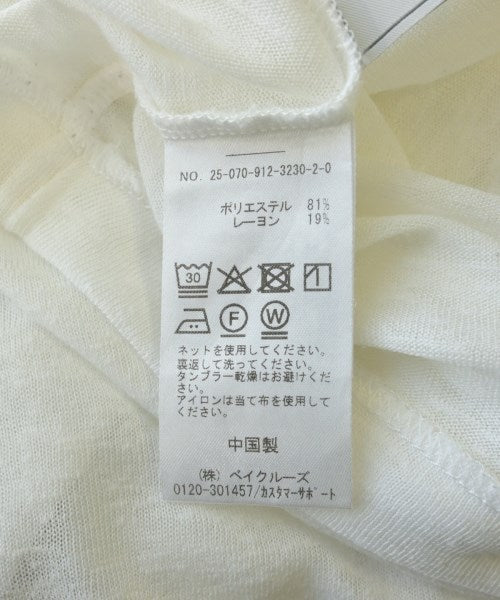 NO. 25-070-912-3230-2-0
ポリエステル 81%
レーヨン 19%
30
F W
ネットを使用してください。
裏返して洗ってください。
タンブラー乾燥はお避けくだ
さい。
アイロンは当て布を使用して
ください。
中国製
(株) ベイクルーズ
0120-301457/カスタマーサポート